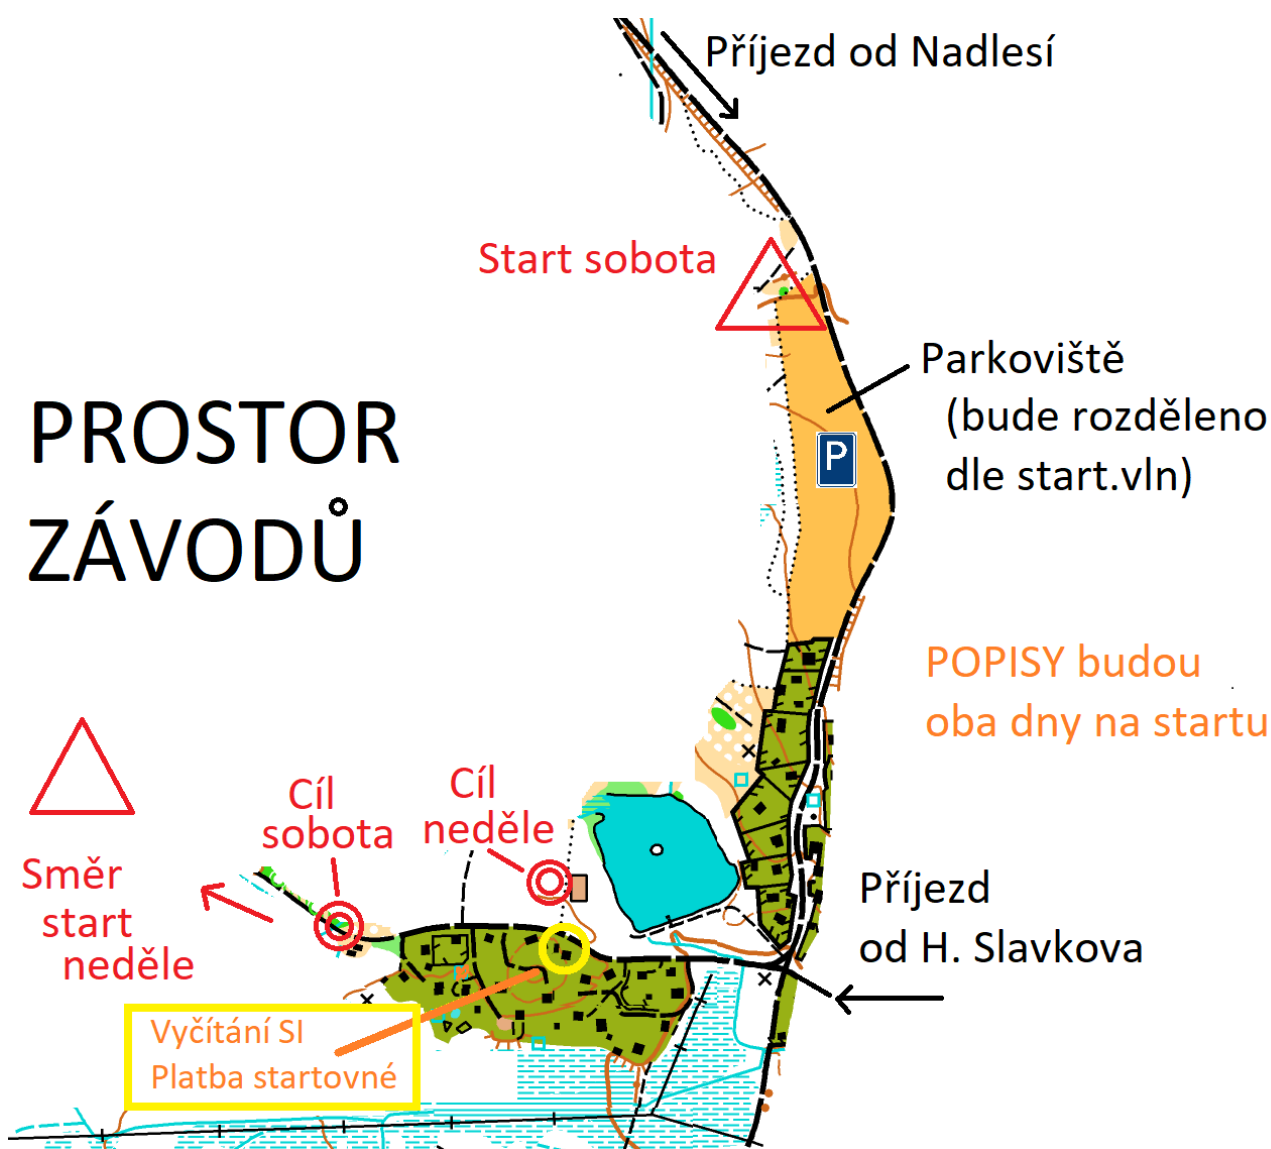 Příjezd od Nadlesí
Start sobota
Parkoviště
(bude rozděleno
dle start.vln)
P
PROSTOR
ZÁVODŮ
POPISY budou
oba dny na startu
Cíl
sobota
Cíl
neděle
Směr
start
neděle
Příjezd
od H. Slavkova
Vyčítání SI
Platba startovné